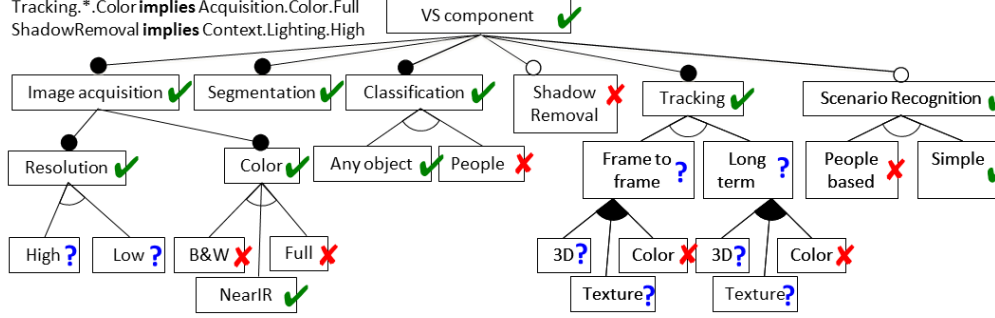 Tracking.*.Color implies Acquisition.Color.Full
ShadowRemoval implies Context.Lighting.High
VS component
Image acquisition
Segmentation
Classification
Shadow
Removal
Tracking
Scenario Recognition
Resolution
Color
Any object
People
Frame to
frame
?
Long
term
?
People
based
Simple
High ?
Low ?
B&W
Full
NearIR
3D ?
Color
3D ?
Color
Texture ?
Texture ?